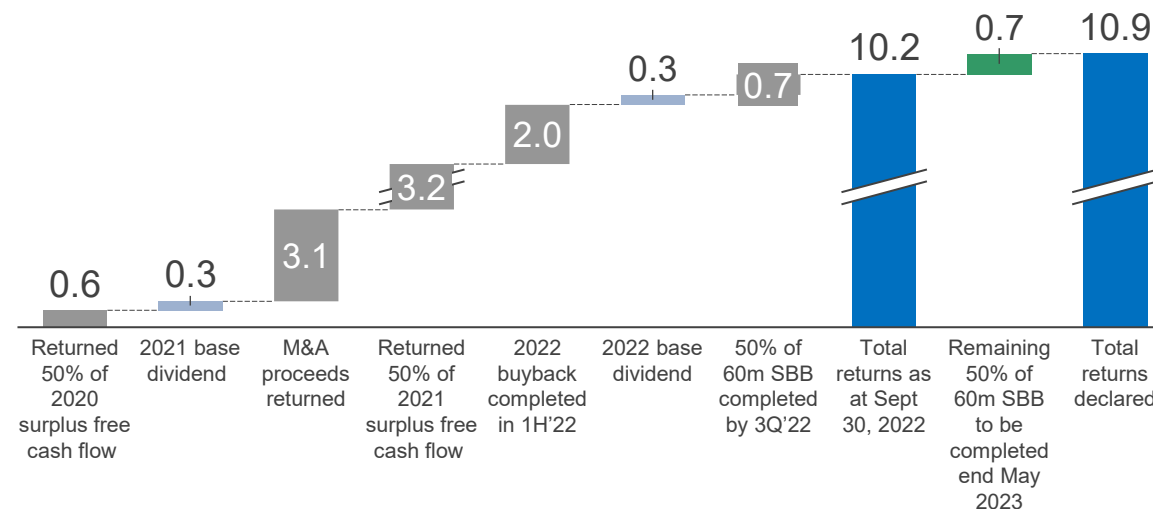 0.6
0.3
3.1
3.2
2.0
0.3
0.7
10.2
0.7
10.9
Returned
50% of
2020
surplus free
cash flow
2021 base
dividend
M&A
proceeds
returned
Returned
50% of
2021
surplus free
cash flow
2022
buyback
completed
in 1H'22
2022 base
dividend
50% of
60m SBB
completed
by 3Q'22
Total
returns as
at Sept
30, 2022
Remaining
50% of
60m SBB
to be
completed
end May
2023
Total
returns
declared